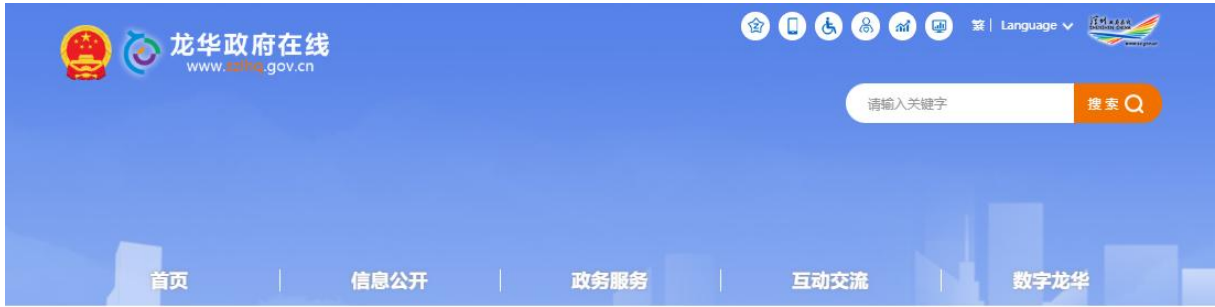 龙华政府在线
www.szlhq.gov.cn
繁 | Language
请输入关键字
搜索
首页
信息公开
政务服务
互动交流
数字龙华